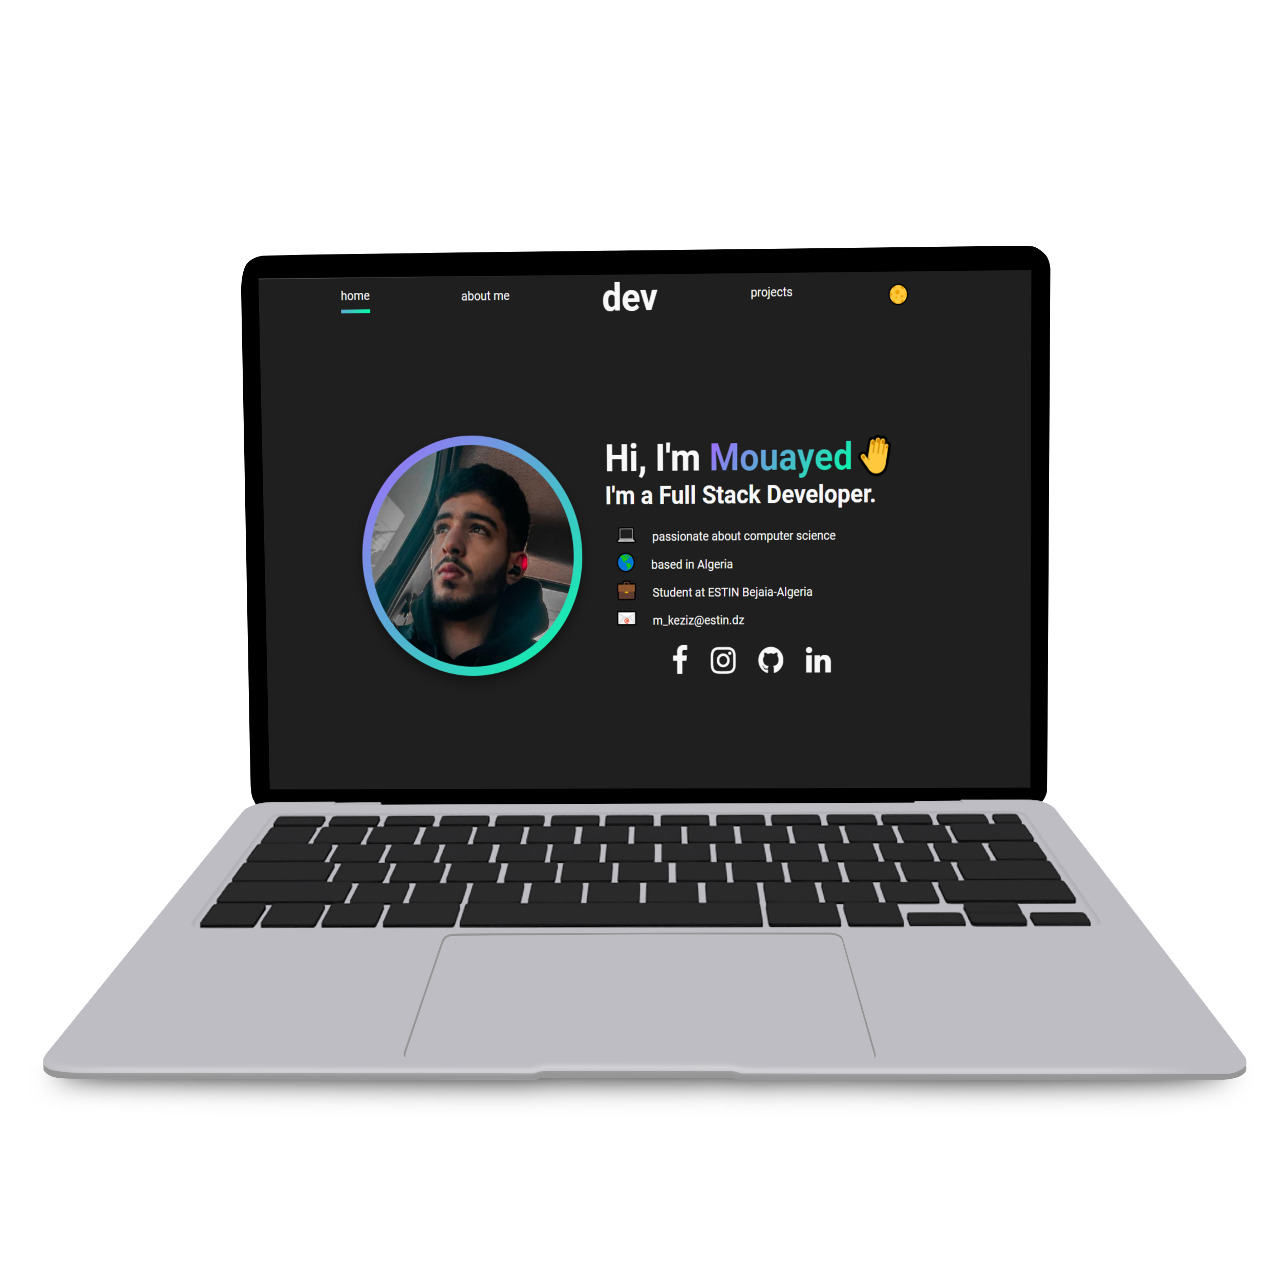 home about me dev projects
Hi, I'm Mouayed
I'm a Full Stack Developer.
passionate about computer science
based in Algeria
Student at ESTIN Bejaia-Algeria
m_keziz@estin.dz